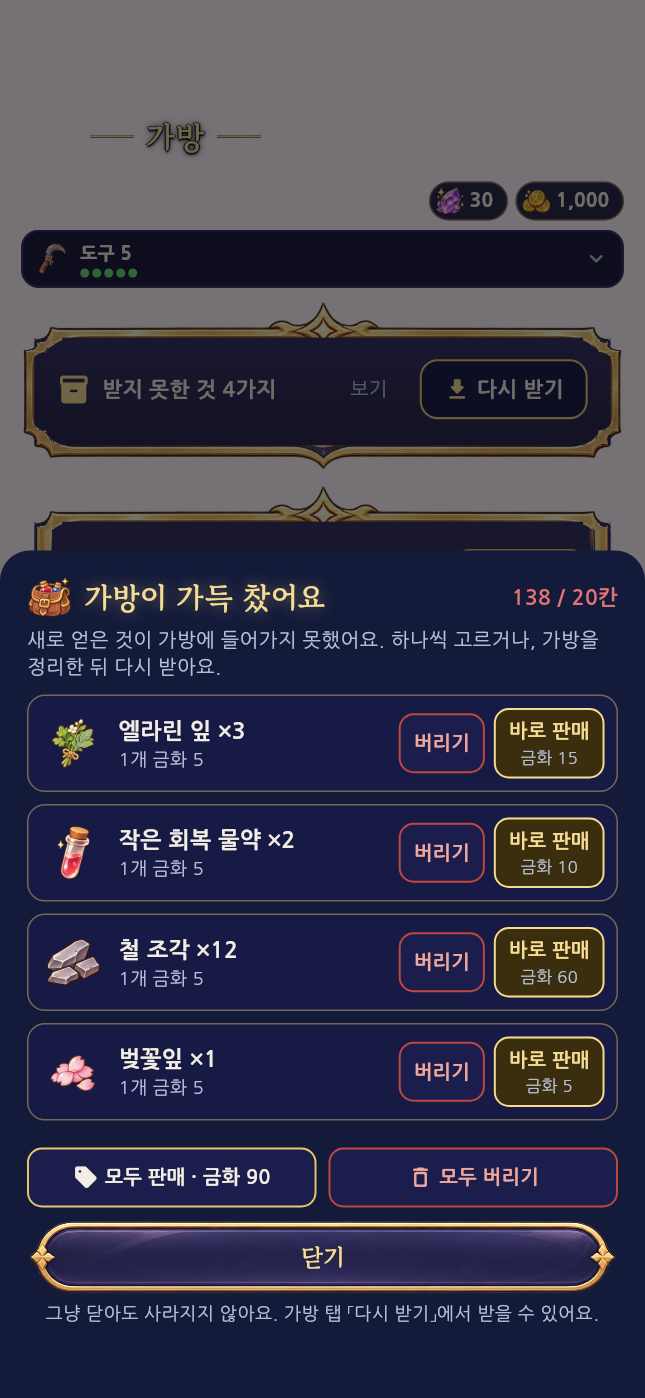 가방
30
1,000
도구 5
받지 못한 것 4가지
보기
다시 받기
가방이 가득 찼어요
138 / 20칸
새로 얻은 것이 가방에 들어가지 못했어요. 하나씩 고르거나, 가방을
정리한 뒤 다시 받아요.
엘라린 잎 ×3
1개 금화 5
버리기
바로 판매
금화 15
작은 회복 물약 ×2
1개 금화 5
버리기
바로 판매
금화 10
철 조각 ×12
1개 금화 5
버리기
바로 판매
금화 60
벚꽃잎 ×1
1개 금화 5
버리기
바로 판매
금화 5
모두 판매 · 금화 90
모두 버리기
닫기
그냥 닫아도 사라지지 않아요. 가방 탭 「다시 받기」에서 받을 수 있어요.